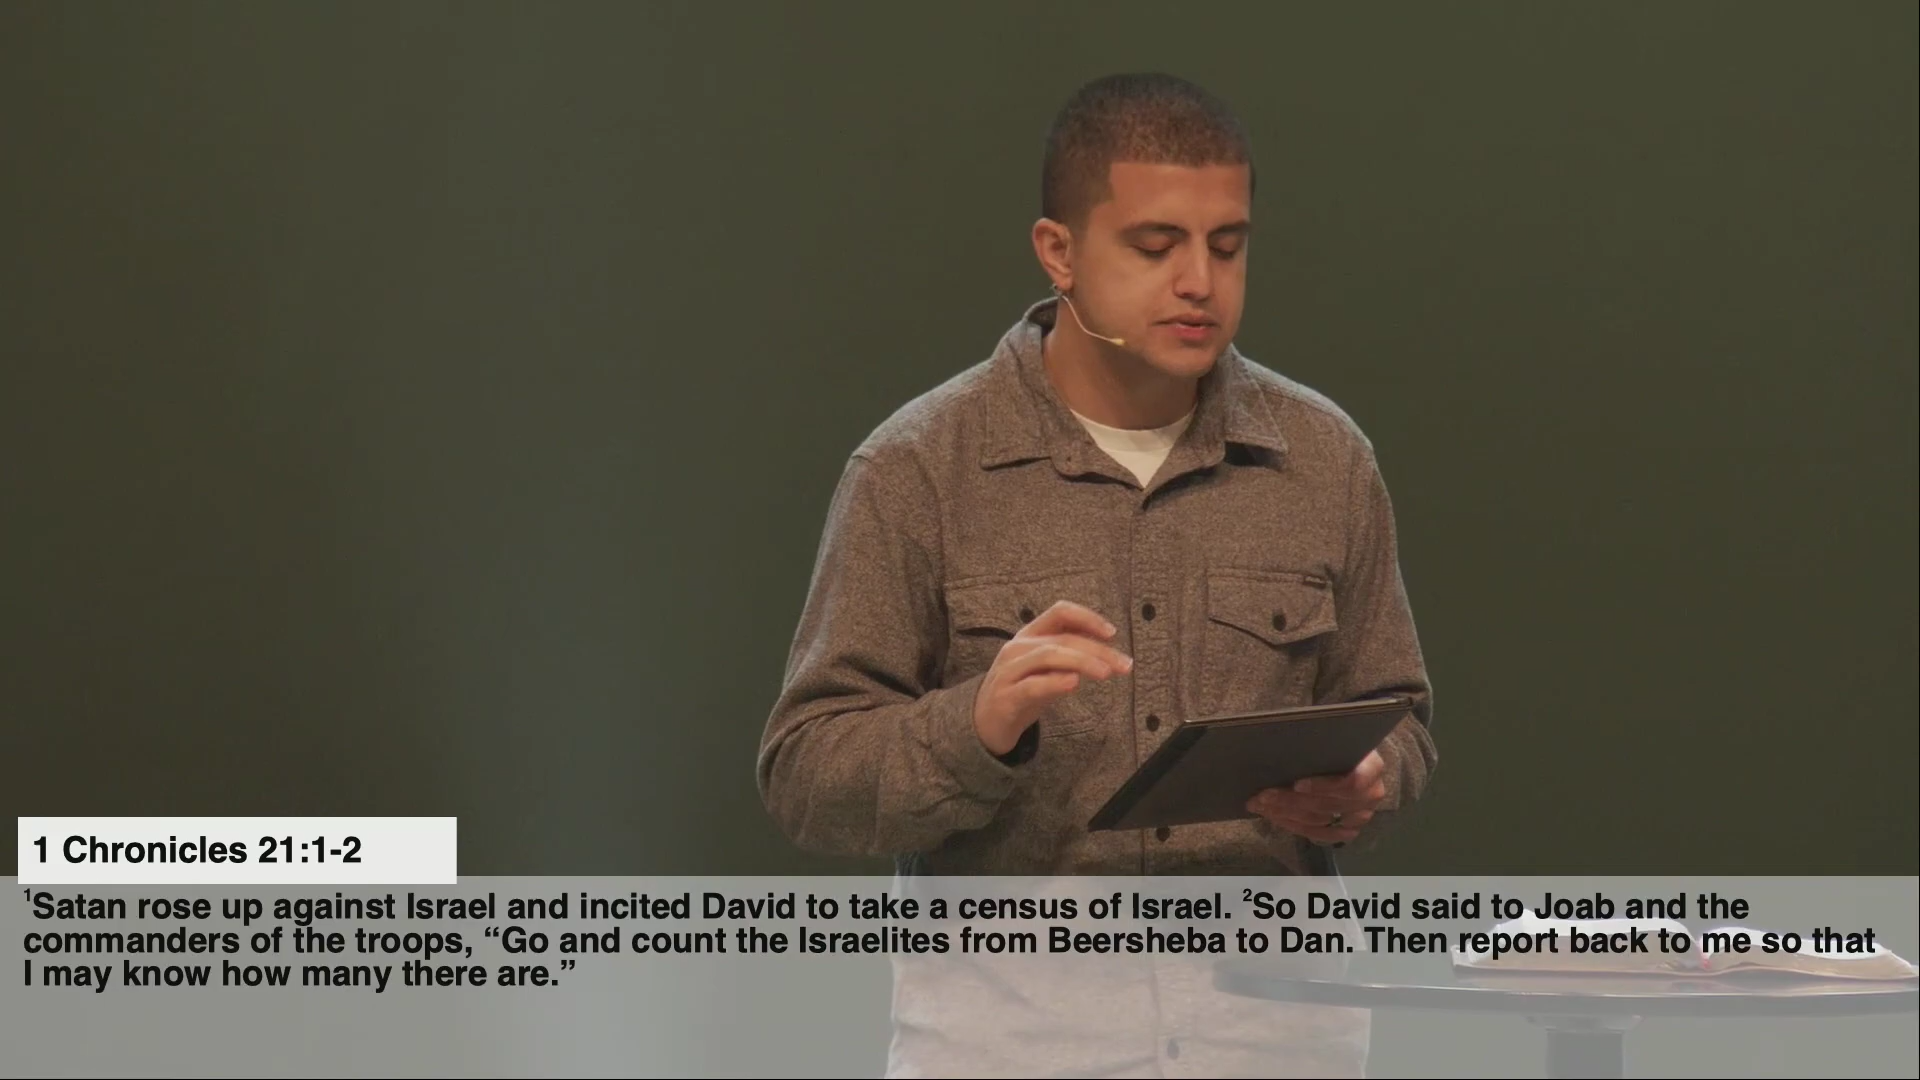 1 Chronicles 21:1-2
¹Satan rose up against Israel and incited David to take a census of Israel. ²So David said to Joab and the
commanders of the troops, “Go and count the Israelites from Beersheba to Dan. Then report back to me so that
I may know how many there are.”